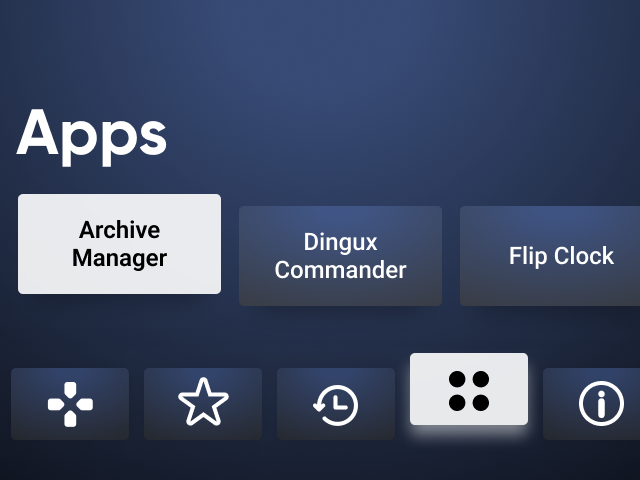 Apps
Archive
Manager
Dingux
Commander
Flip Clock